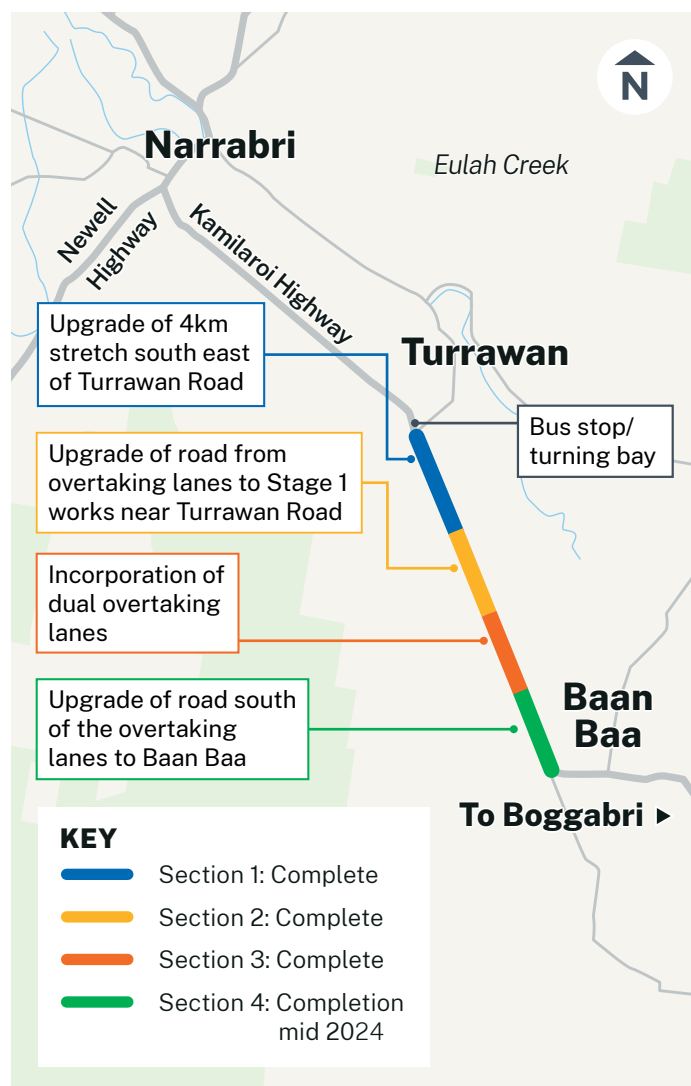 N
Narrabri
Eulah Creek
Newell
Highway
Kamilaroi Highway
Upgrade of 4km
stretch south east
of Turrawan Road
Turrawan
Bus stop/
turning bay
Upgrade of road from
overtaking lanes to Stage 1
works near Turrawan Road
Incorporation of
dual overtaking
lanes
Upgrade of road south
of the overtaking
lanes to Baan Baa
Baan
Baa
To Boggabri
KEY
Section 1: Complete
Section 2: Complete
Section 3: Complete
Section 4: Completion
mid 2024